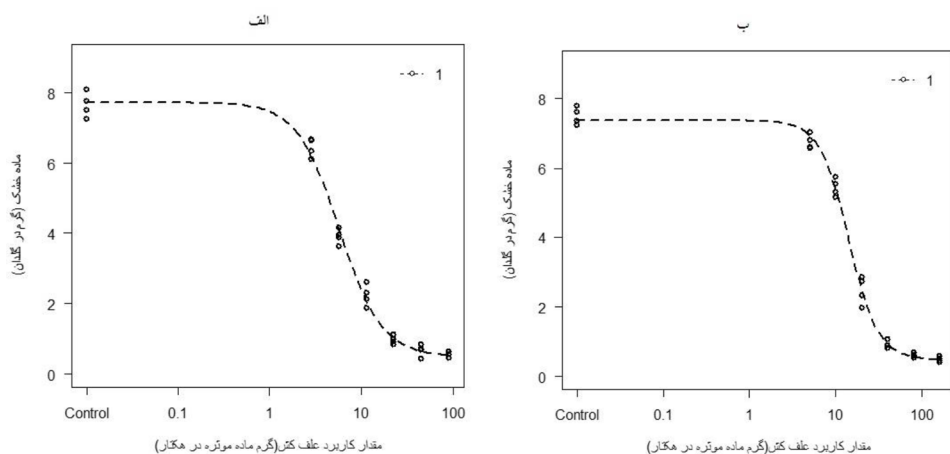 الف
ب
1
8
6
4
2
0
ماده خشک (گرم در گلدان)
Control
0.1
1
10
100
مقدار کاربرد علف کش(گرم ماده موثره در هکتار)
1
8
6
4
2
0
ماده خشک (گرم در گلدان)
Control
0.1
1
10
100
مقدار کاربرد علف کش(گرم ماده موثره در هکتار)